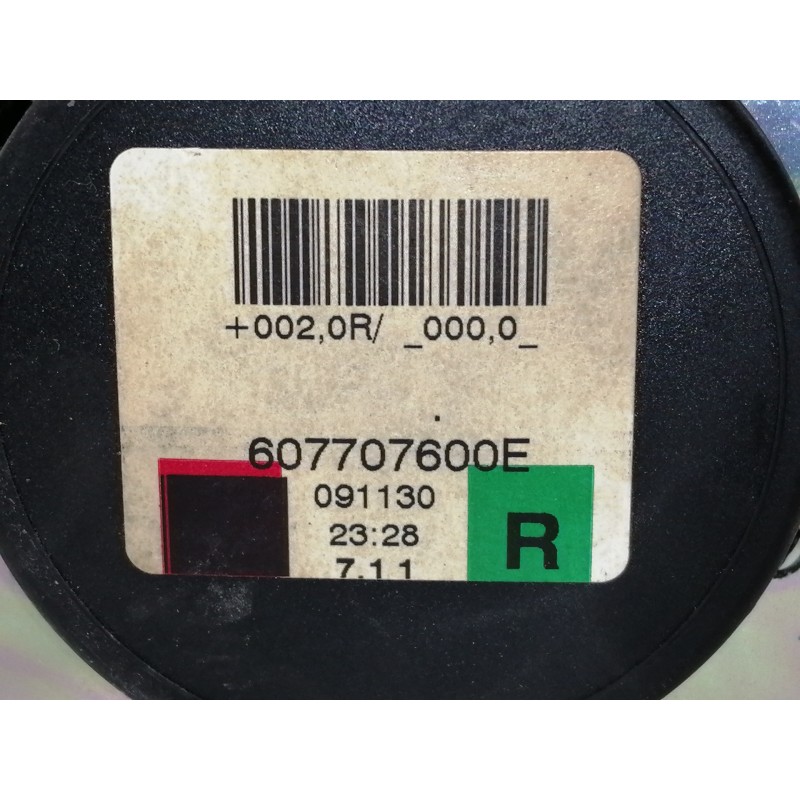 +002,0R/ _000,0_
607707600E
091130
23:28
R
7.1 1